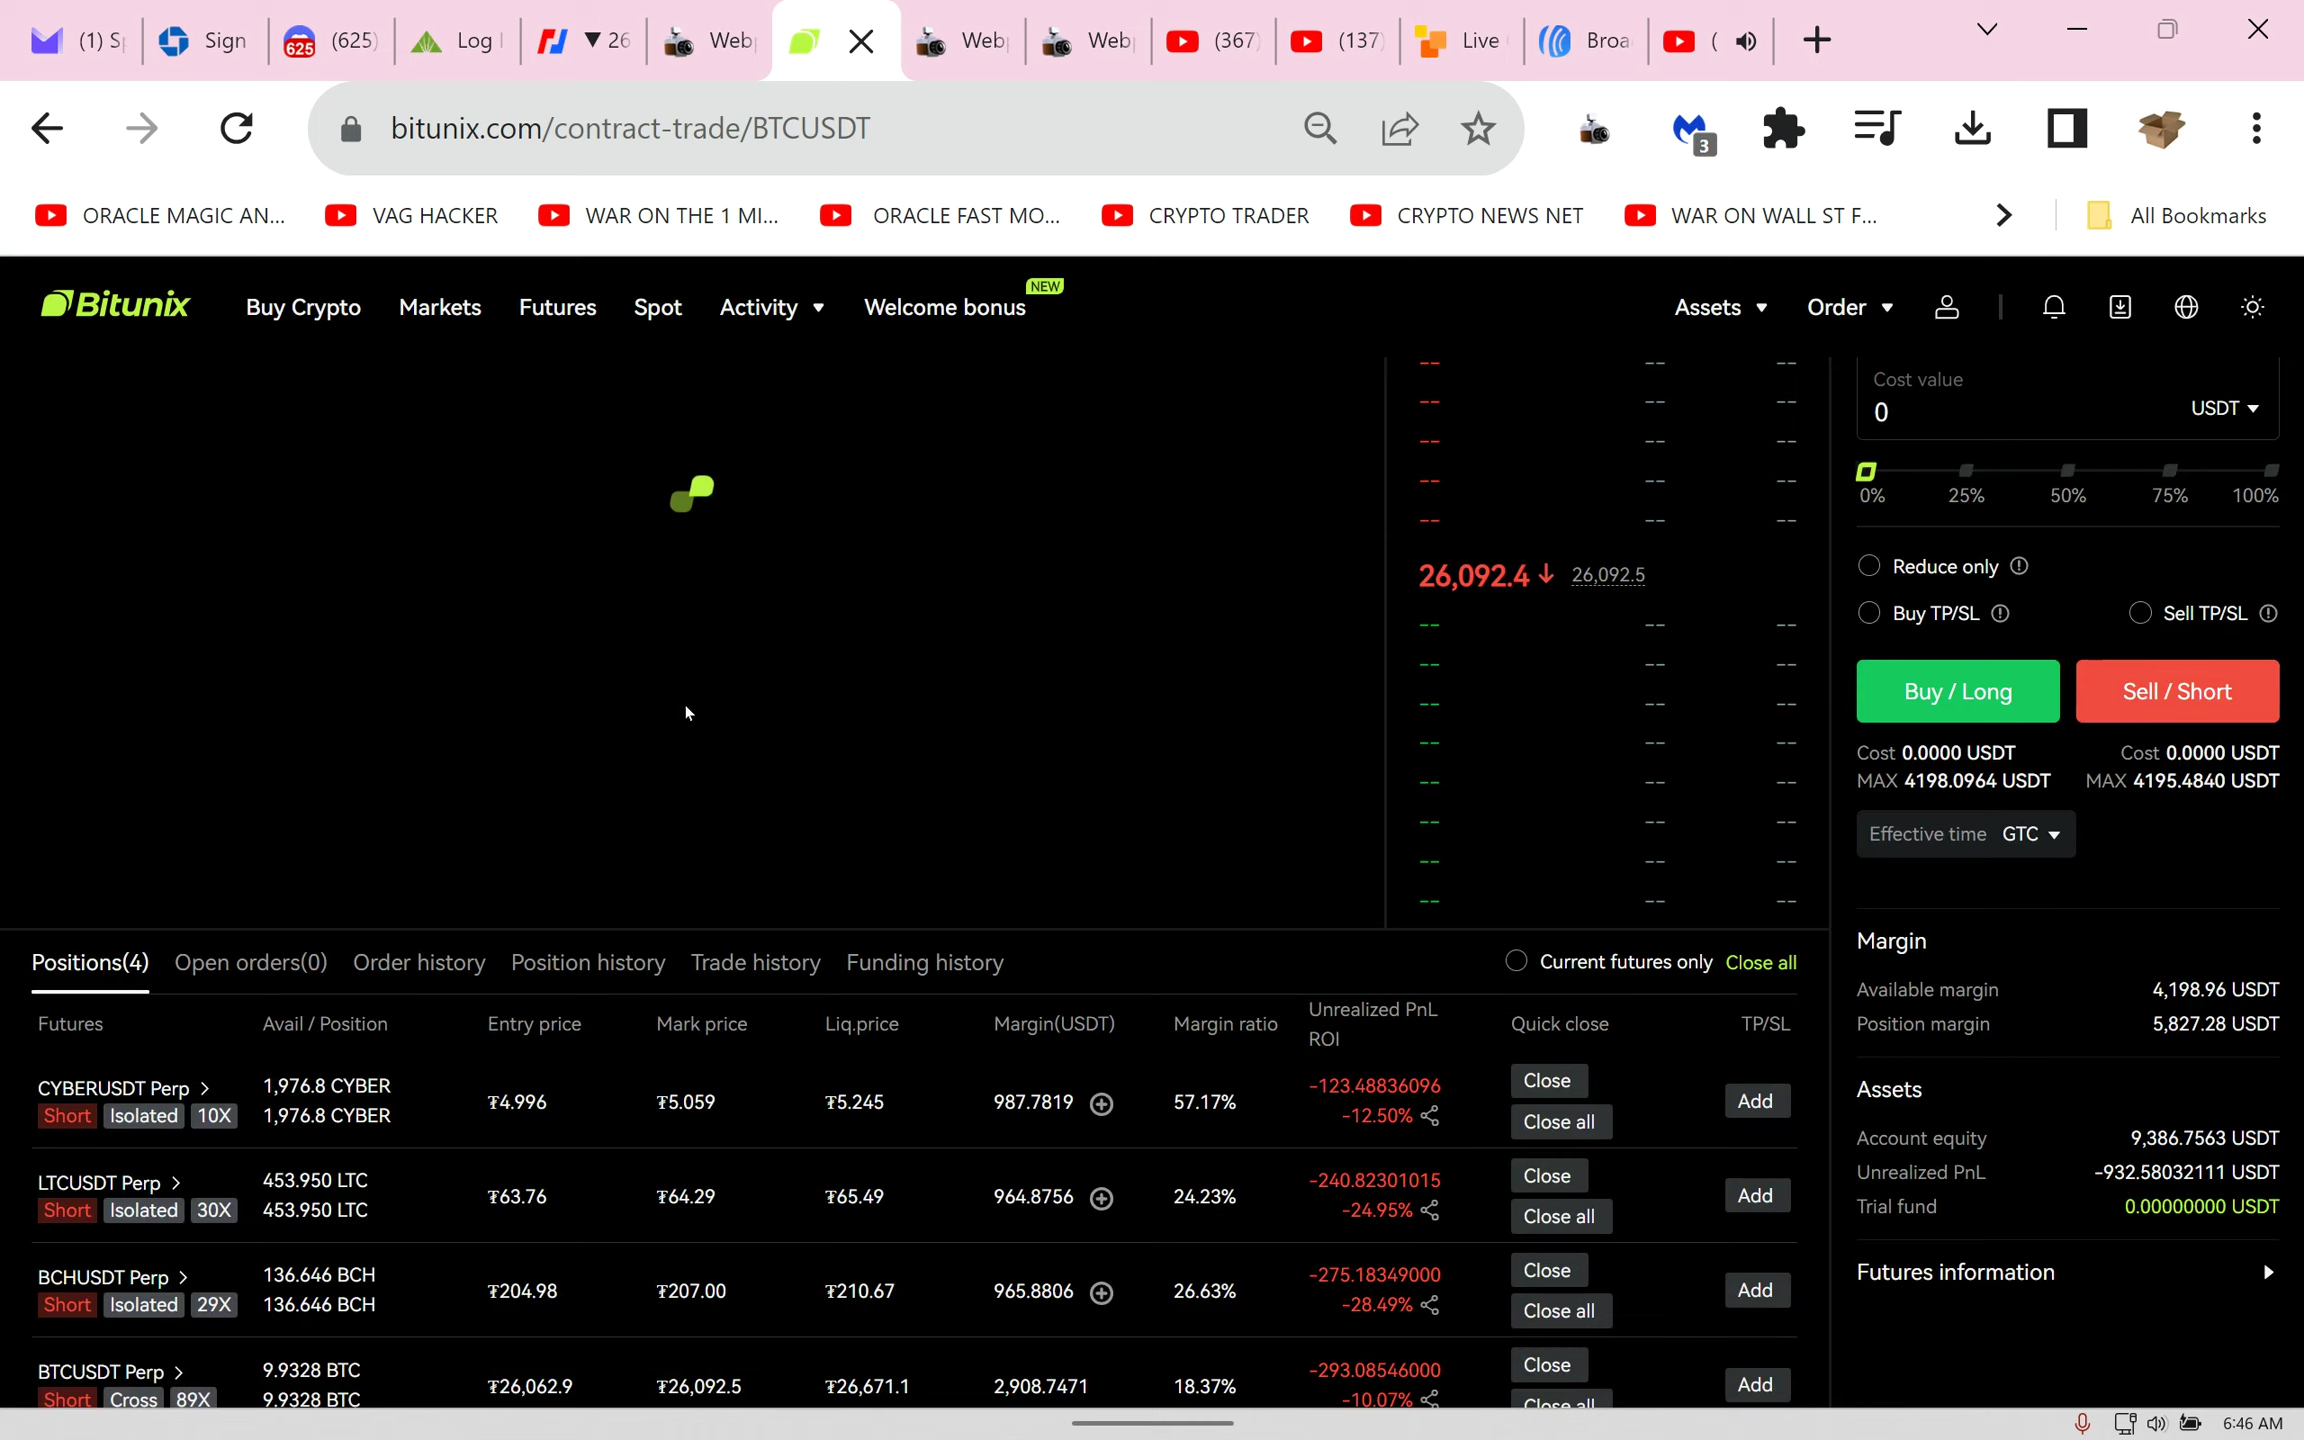 (1) Sp
Sign
625
(625)
Log I
▼ 26
Web
Web
Web
(367)
(137)
Live
Broa
(
bitunix.com/contract-trade/BTCUSDT
3
ORACLE MAGIC AN...
VAG HACKER
WAR ON THE 1 MI...
ORACLE FAST MO...
CRYPTO TRADER
CRYPTO NEWS NET
WAR ON WALL ST F...
All Bookmarks
Bitunix
Buy Crypto
Markets
Futures
Spot
Activity
Welcome bonus
NEW
Assets
Order
-- -- --
-- -- --
-- -- --
-- -- --
-- -- --
26,092.4 ↓ 26,092.5
-- -- --
-- -- --
-- -- --
-- -- --
-- -- --
-- -- --
-- -- --
-- -- --
Cost value
0 USDT
0% 25% 50% 75% 100%
Reduce only
Buy TP/SL
Sell TP/SL
Buy / Long
Sell / Short
Cost 0.0000 USDT
Cost 0.0000 USDT
MAX 4198.0964 USDT
MAX 4195.4840 USDT
Effective time GTC
Margin
Available margin 4,198.96 USDT
Position margin 5,827.28 USDT
Assets
Account equity 9,386.7563 USDT
Unrealized PnL -932.58032111 USDT
Trial fund 0.00000000 USDT
Futures information
Positions(4)
Open orders(0)
Order history
Position history
Trade history
Funding history
Current futures only
Close all
Futures
Avail / Position
Entry price
Mark price
Liq.price
Margin(USDT)
Margin ratio
Unrealized PnL
ROI
Quick close
TP/SL
CYBERUSDT Perp >
Short Isolated 10X
1,976.8 CYBER
1,976.8 CYBER
₮4.996
₮5.059
₮5.245
987.7819
57.17%
-123.48836096
-12.50%
Close
Close all
Add
LTCUSDT Perp >
Short Isolated 30X
453.950 LTC
453.950 LTC
₮63.76
₮64.29
₮65.49
964.8756
24.23%
-240.82301015
-24.95%
Close
Close all
Add
BCHUSDT Perp >
Short Isolated 29X
136.646 BCH
136.646 BCH
₮204.98
₮207.00
₮210.67
965.8806
26.63%
-275.18349000
-28.49%
Close
Close all
Add
BTCUSDT Perp >
Short Cross 89X
9.9328 BTC
9.9328 BTC
₮26,062.9
₮26,092.5
₮26,671.1
2,908.7471
18.37%
-293.08546000
-10.07%
Close
Close all
Add
6:46 AM